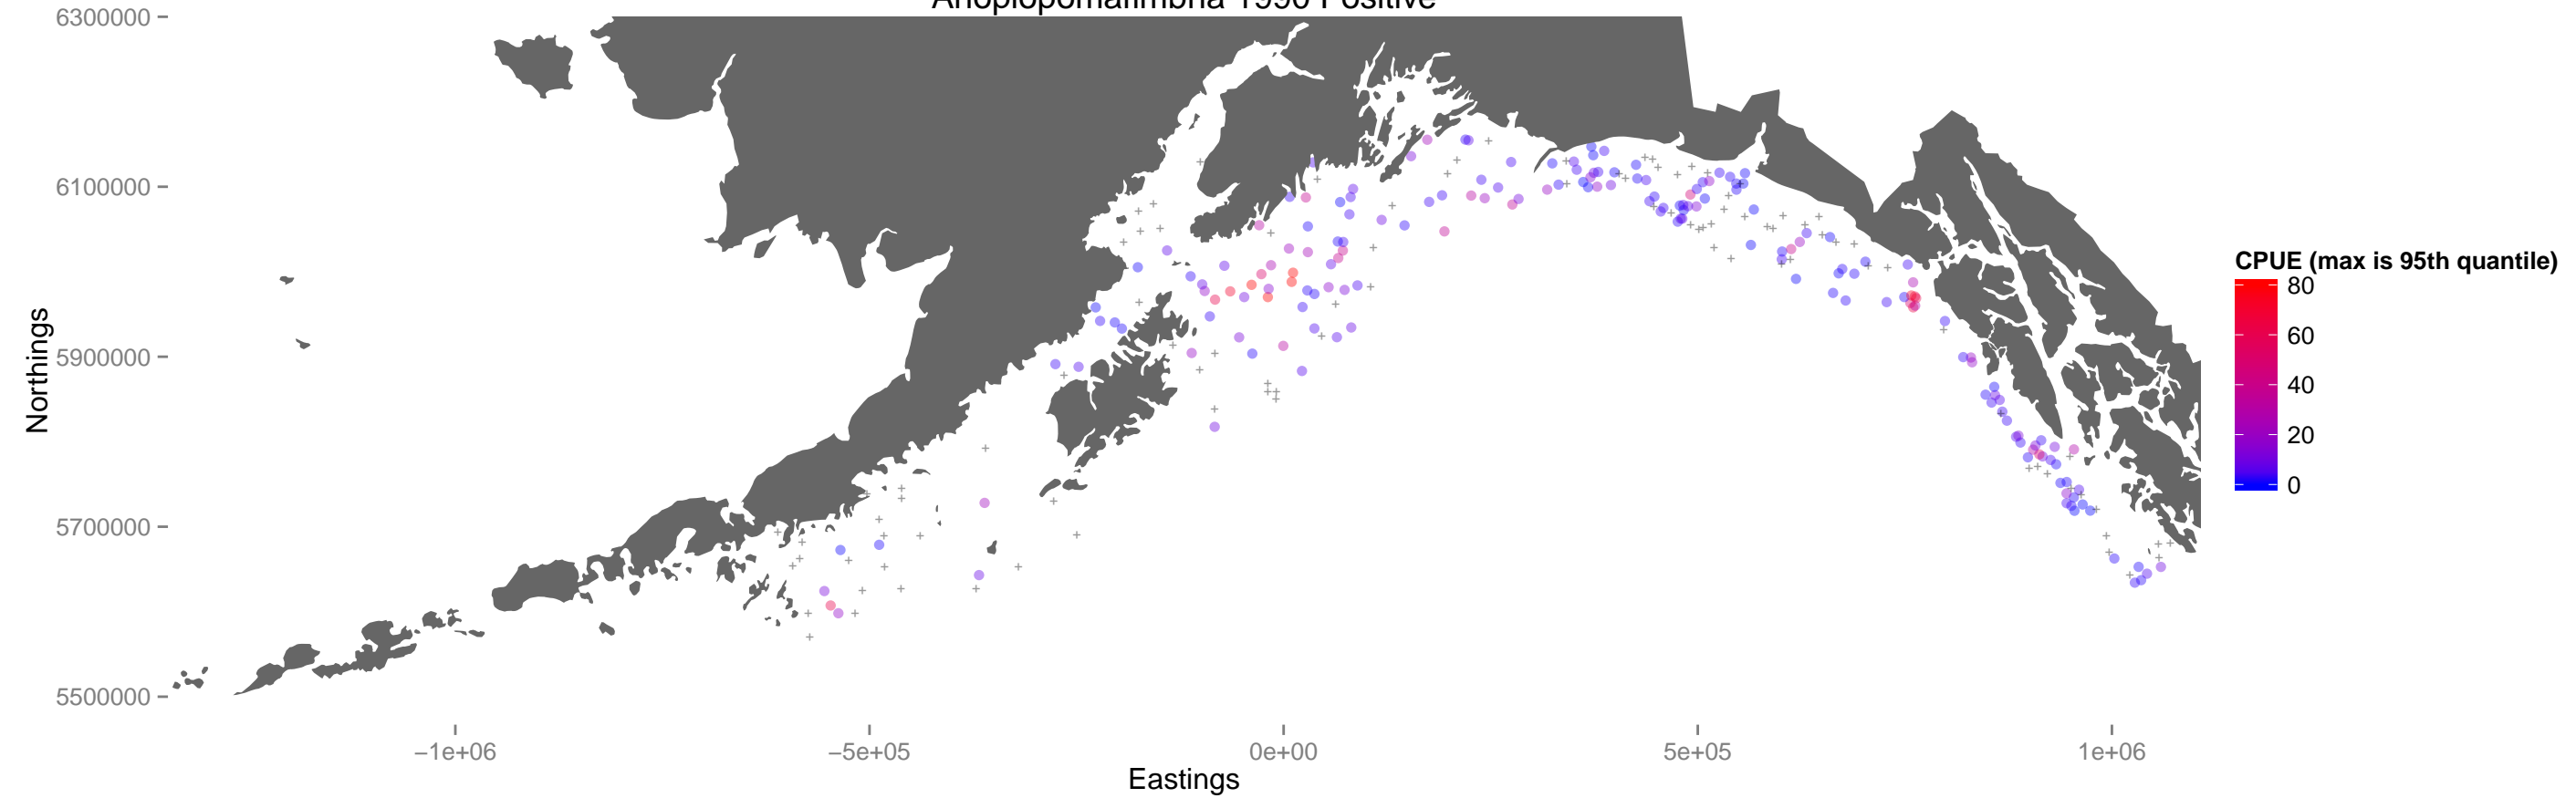 Anoplopomafimbria 1990 Positive
6300000
6100000
5900000
5700000
5500000
Northings
−1e+06
−5e+05
0e+00
5e+05
1e+06
Eastings
CPUE (max is 95th quantile)
80
60
40
20
0